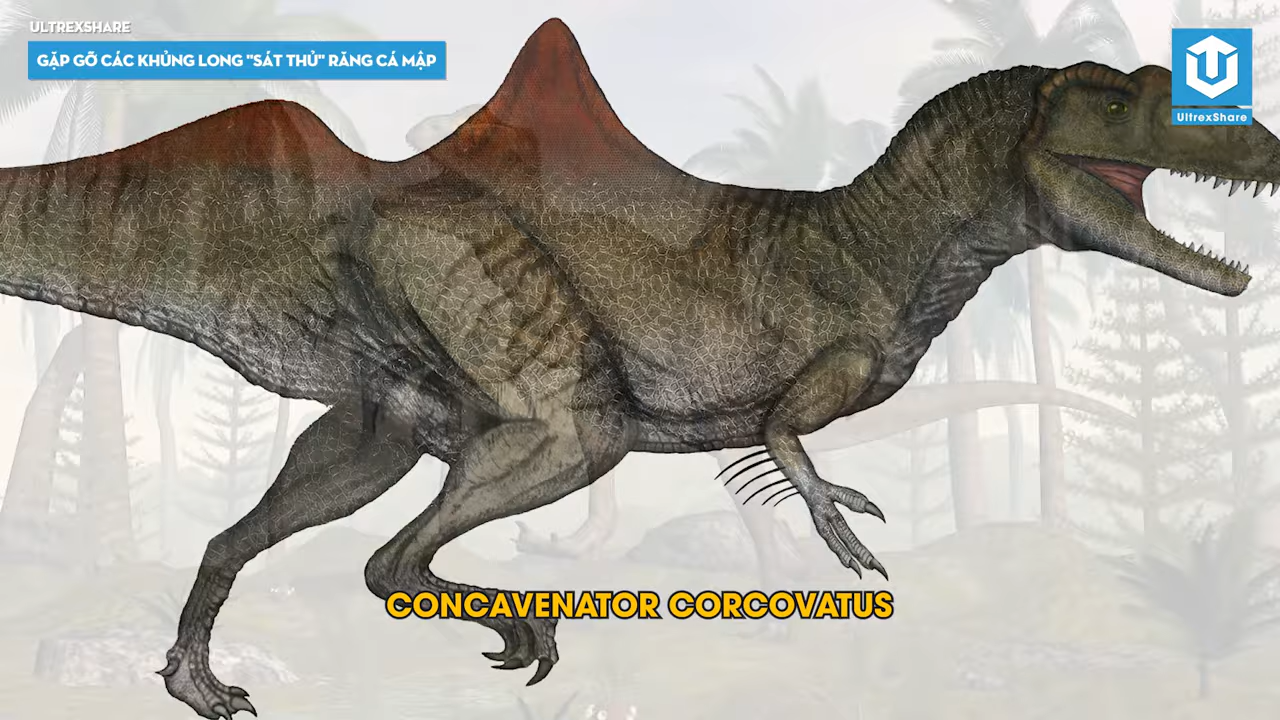 ULTREXSHARE
GẶP GỠ CÁC KHỦNG LONG "SÁT THỦ" RĂNG CÁ MẬP
UltrexShare
CONCAVENATOR CORCOVATUS